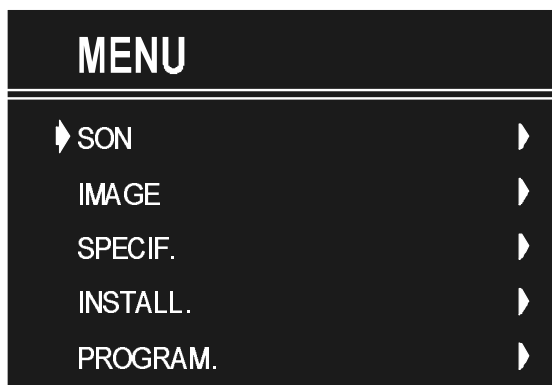 MENU
SON
IMAGE
SPECIF.
INSTALL.
PROGRAM.